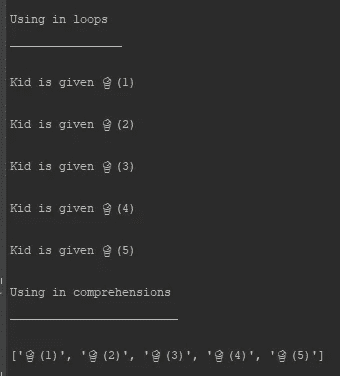 Using in loops
________________
Kid is given 🍨(1)
Kid is given 🍨(2)
Kid is given 🍨(3)
Kid is given 🍨(4)
Kid is given 🍨(5)
Using in comprehensions
________________________
['🍨(1)', '🍨(2)', '🍨(3)', '🍨(4)', '🍨(5)']